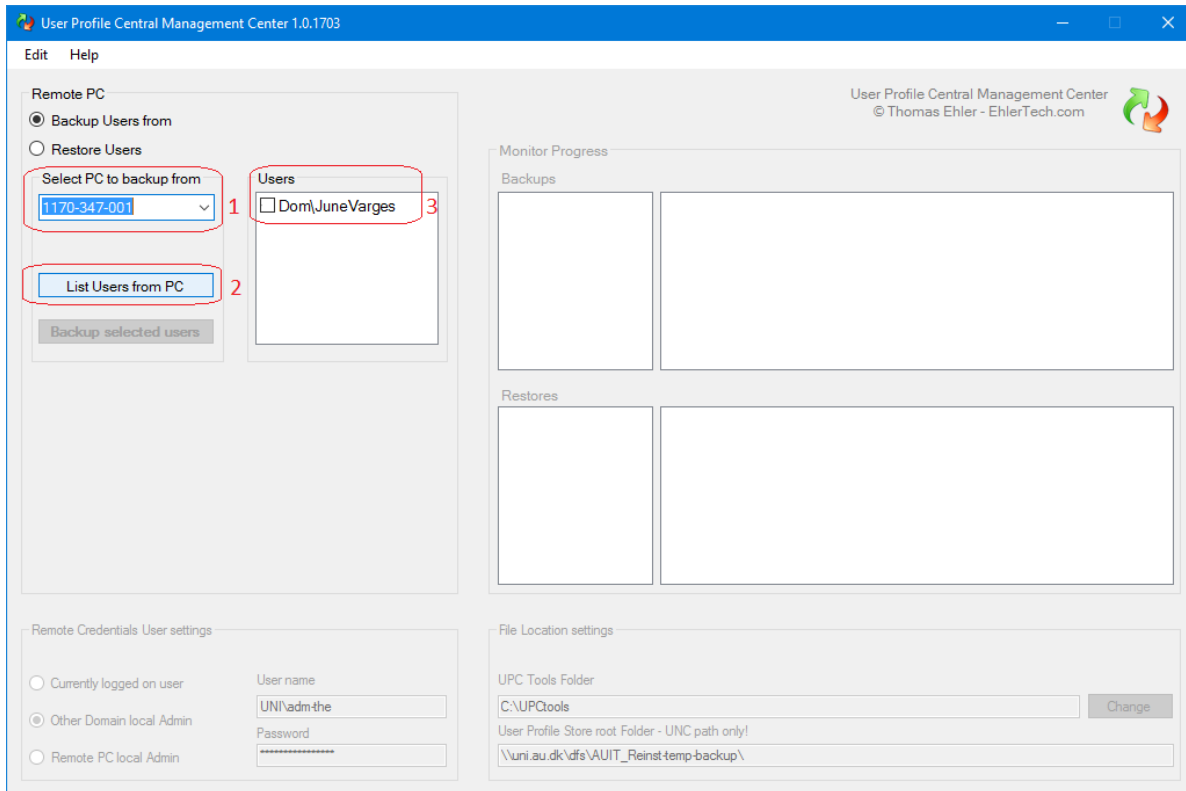 User Profile Central Management Center 1.0.1703
Edit Help
Remote PC
Backup Users from
Restore Users
Select PC to backup from
1170-347-001
1
List Users from PC
2
Backup selected users
Users
Dom\JuneVarges
3
User Profile Central Management Center
© Thomas Ehler - EhlerTech.com
Monitor Progress
Backups
Restores
Remote Credentials User settings
Currently logged on user
Other Domain local Admin
Remote PC local Admin
User name
UNI\adm-the
Password
****************
File Location settings
UPC Tools Folder
C:\UPCtools
Change
User Profile Store root Folder - UNC path only!
\\uni.au.dk\dfs\AUIT_Reinst-temp-backup\